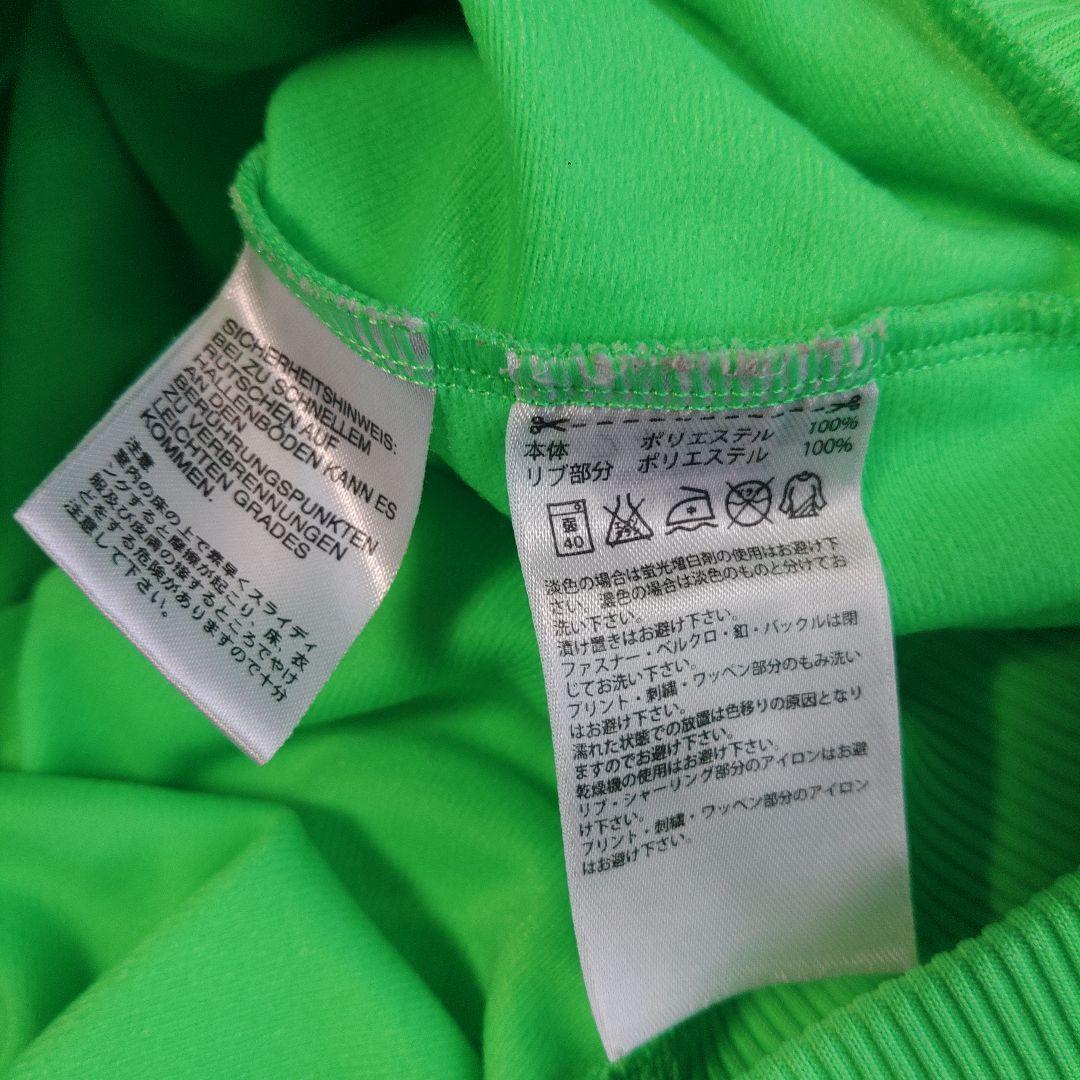 SICHERHEITSHINWEIS:
BEI ZU SCHNELLEM
RUTSCHEN AUF
HALLENBÖDEN KANN ES
AN DEN
ZU VERBRENNUNGEN
LEICHTEN GRADES
KOMMEN.
注意
室内の床の上で素早くスライディ
ングすると摩擦が起こり、床、衣
服及び皮膚の接するところでやけ
どをする危険がありますので十分
注意して下さい。
本体 ポリエステル 100%
リブ部分 ポリエステル 100%
弱
40
淡色の場合は蛍光増白剤の使用はお避け下
さい。濃色の場合は淡色のものと分けてお
洗い下さい。
漬け置きはお避け下さい。
ファスナー・ベルクロ・釦・バックルは閉
じてお洗い下さい。
プリント・刺繍・ワッペン部分のもみ洗い
はお避け下さい。
濡れた状態での放置は色移りの原因となり
ますのでお避け下さい。
乾燥機の使用はお避け下さい。
リブ・シャーリング部分のアイロンはお避
け下さい。
プリント・刺繍・ワッペン部分のアイロン
はお避け下さい。